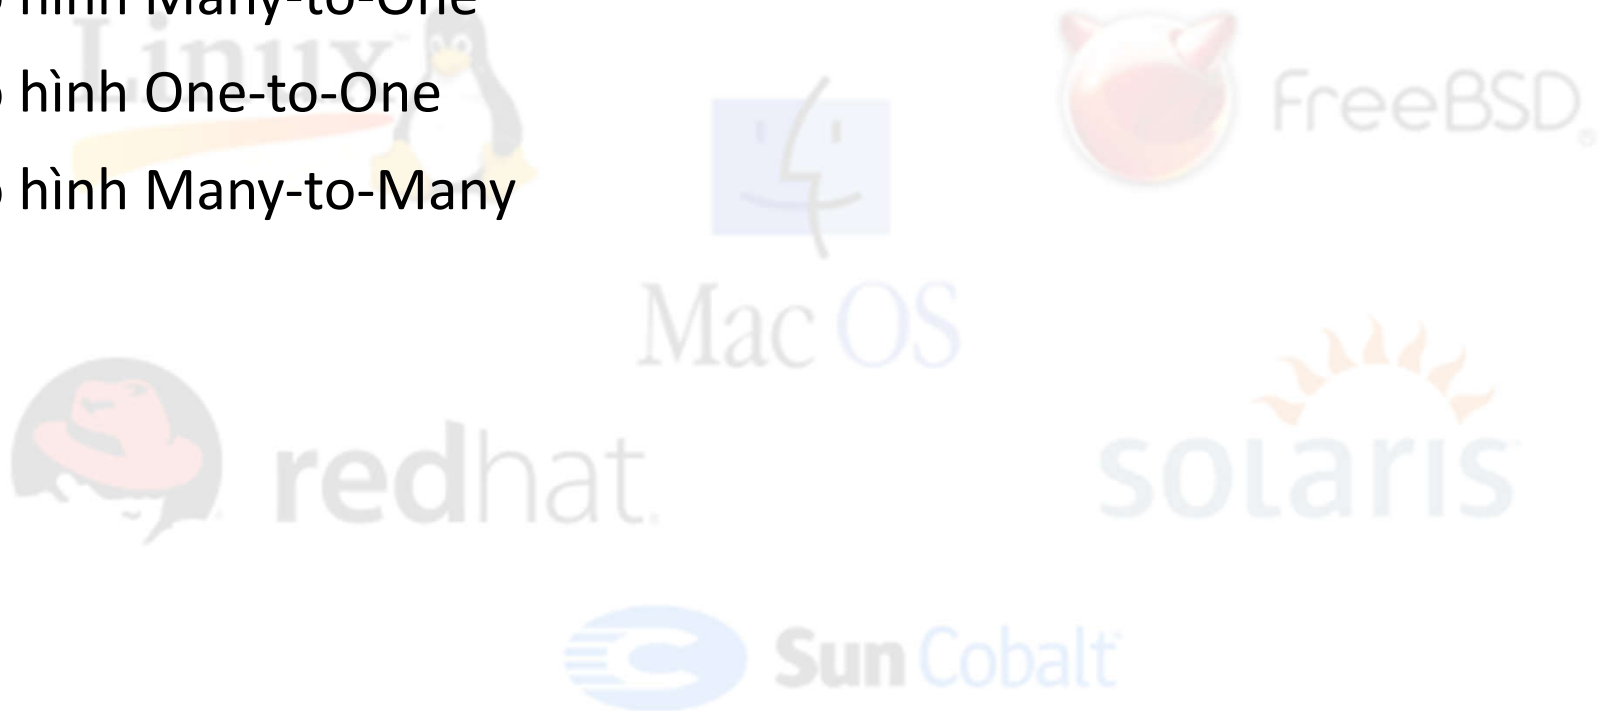 hình Many-to-One
Linux
hình One-to-One
FreeBSD
hình Many-to-Many
Mac OS
redhat.
solaris
Sun Cobalt